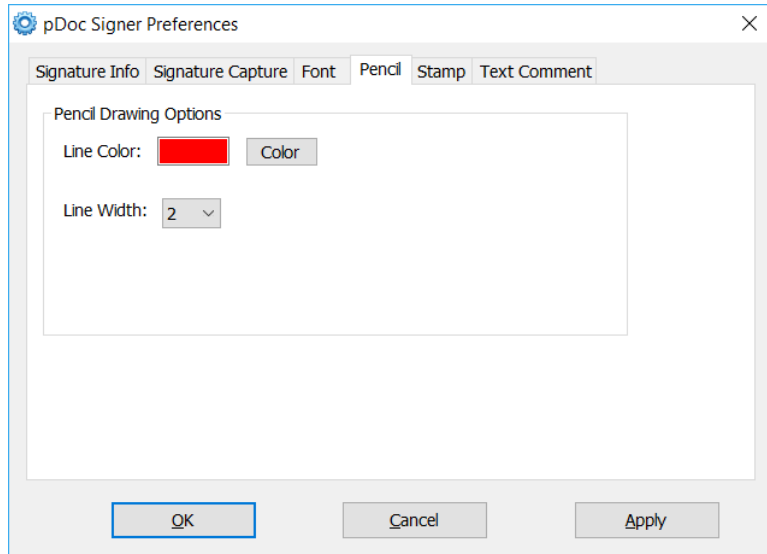 pDoc Signer Preferences
Signature Info Signature Capture Font Pencil Stamp Text Comment
Pencil Drawing Options
Line Color: Color
Line Width: 2
OK Cancel Apply